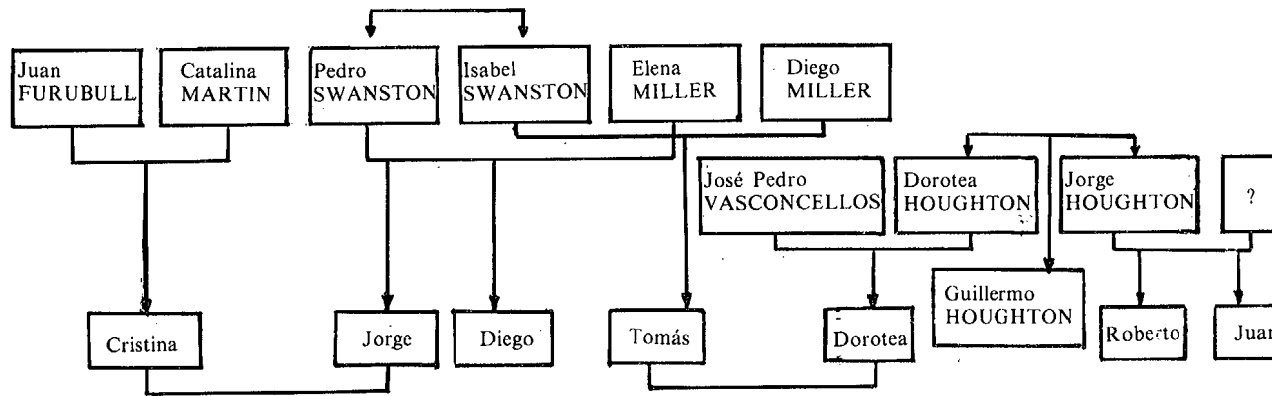 Juan
FURUBULL
Catalina
MARTIN
Pedro
SWANSTON
Isabel
SWANSTON
Elena
MILLER
Diego
MILLER
José Pedro
VASCONCELLOS
Dorotea
HOUGHTON
Jorge
HOUGHTON
?
Guillermo
HOUGHTON
Cristina
Jorge
Diego
Tomás
Dorotea
Roberto
Juan